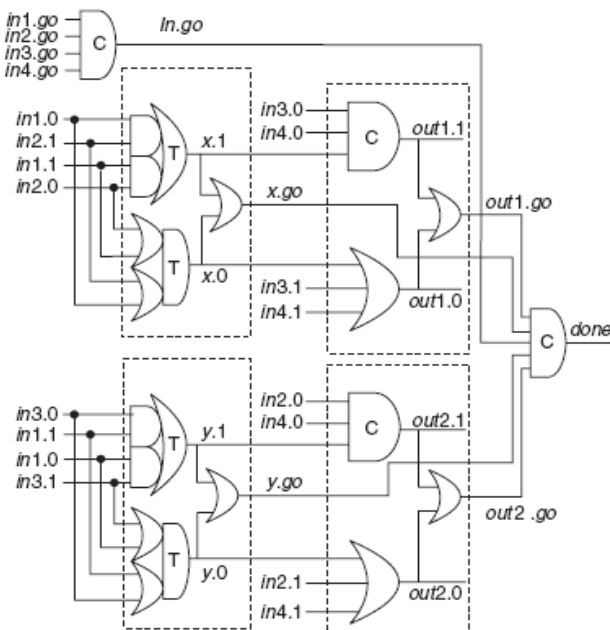 in1.go
in2.go
in3.go
in4.go
C
In.go
in1.0
in2.1
in1.1
in2.0
T
x.1
x.go
T
x.0
in3.0
in4.0
C
out1.1
out1.go
in3.1
in4.1
out1.0
C
done
in3.0
in1.1
in1.0
in3.1
T
y.1
y.go
T
y.0
in2.0
in4.0
C
out2.1
out2 .go
in2.1
in4.1
out2.0